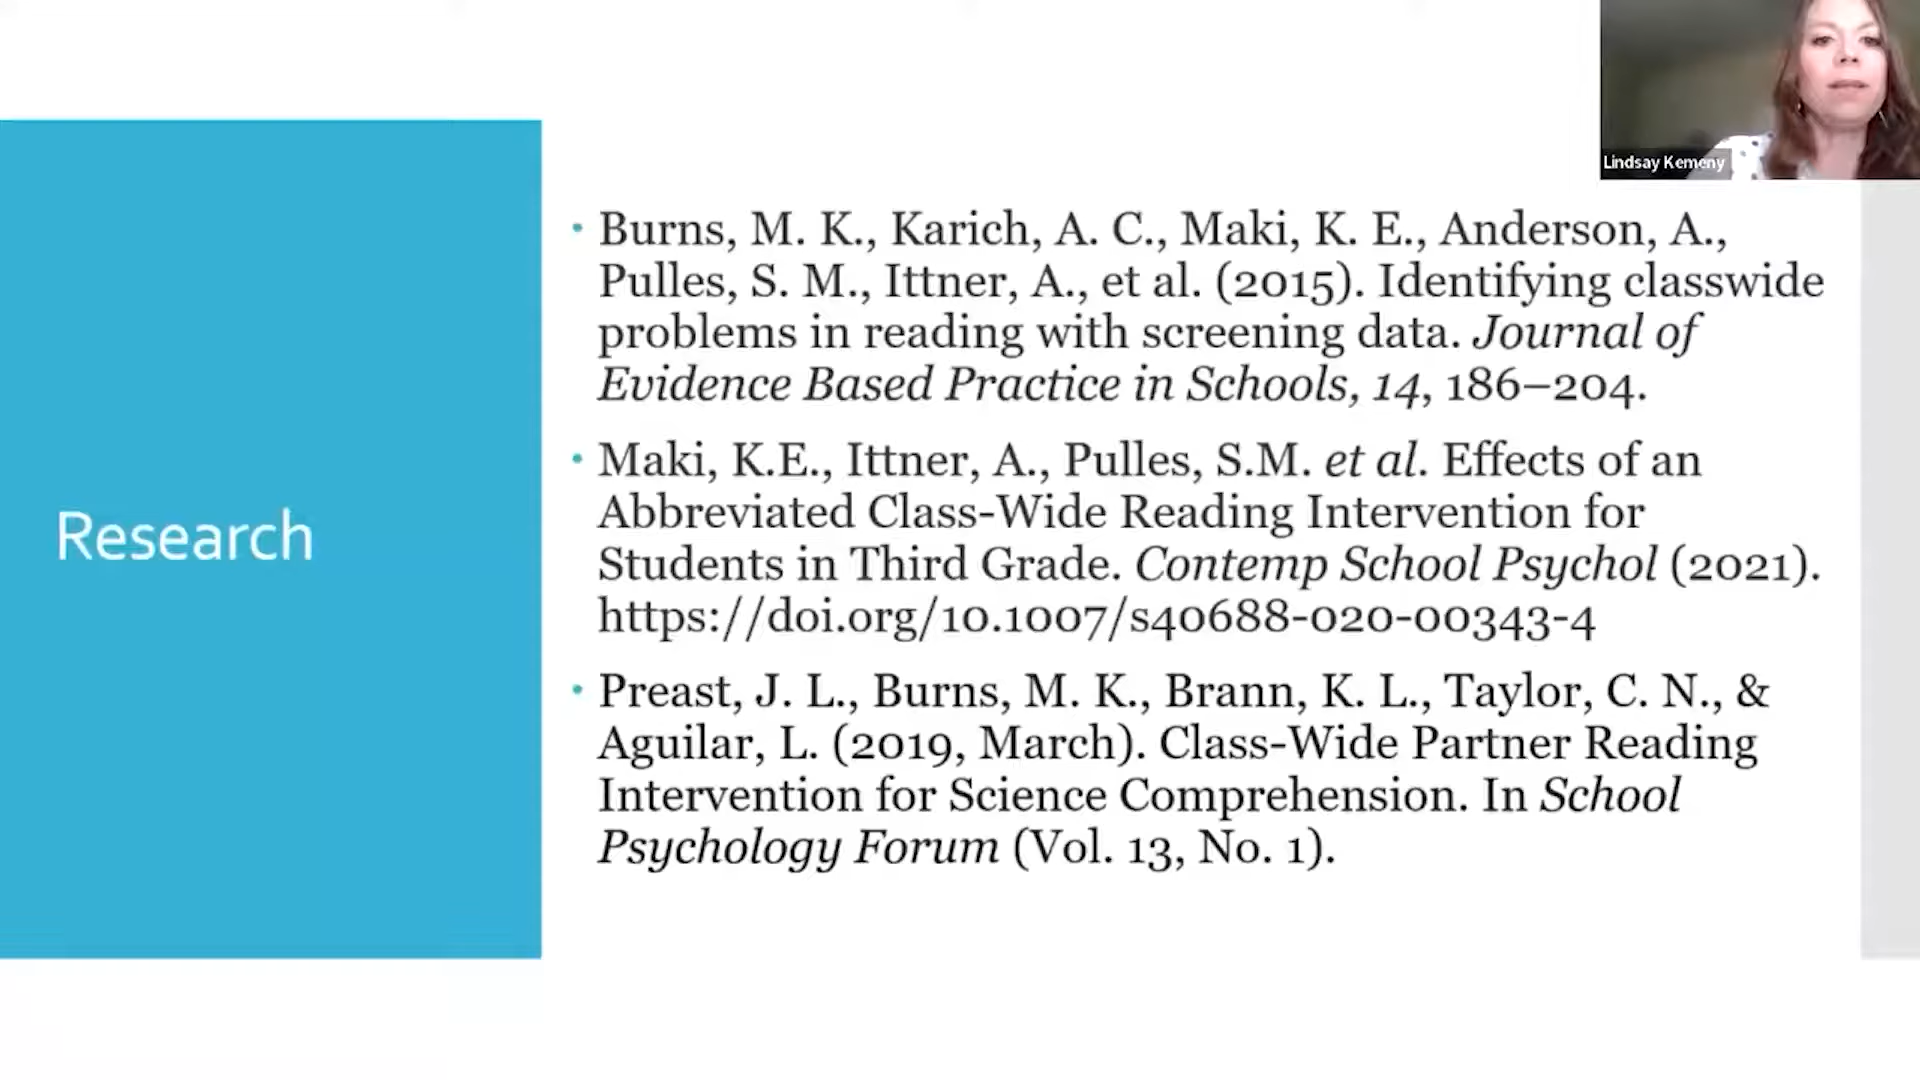 Lindsay Kemeny
Research
• Burns, M. K., Karich, A. C., Maki, K. E., Anderson, A.,
Pulles, S. M., Ittner, A., et al. (2015). Identifying classwide
problems in reading with screening data. Journal of
Evidence Based Practice in Schools, 14, 186–204.
• Maki, K.E., Ittner, A., Pulles, S.M. et al. Effects of an
Abbreviated Class-Wide Reading Intervention for
Students in Third Grade. Contemp School Psychol (2021).
https://doi.org/10.1007/s40688-020-00343-4
• Preast, J. L., Burns, M. K., Brann, K. L., Taylor, C. N., &
Aguilar, L. (2019, March). Class-Wide Partner Reading
Intervention for Science Comprehension. In School
Psychology Forum (Vol. 13, No. 1).